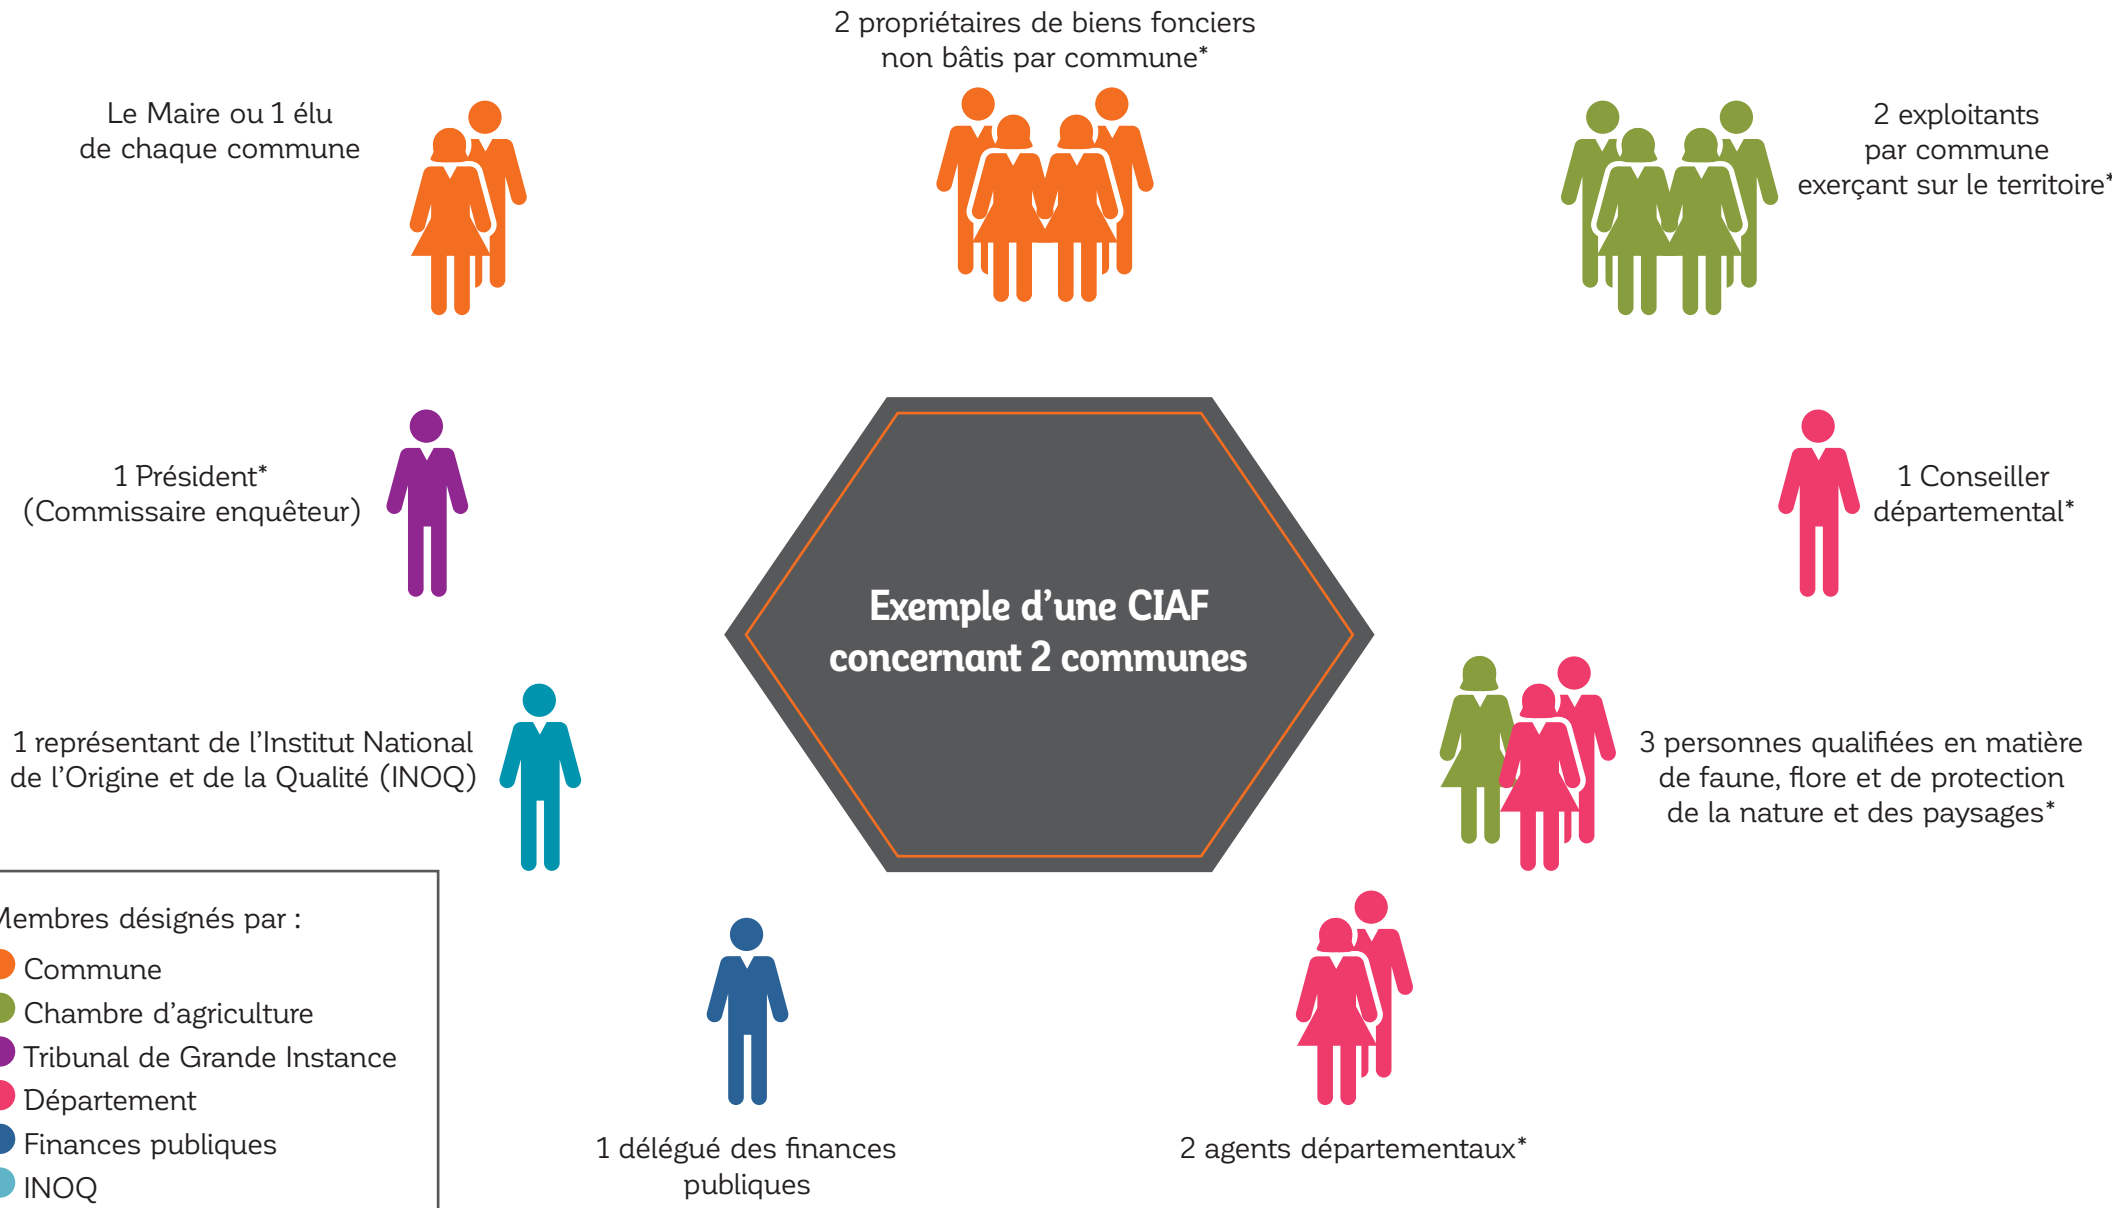 2 propriétaires de biens fonciers
non bâtis par commune*
Le Maire ou 1 élu
de chaque commune
2 exploitants
par commune
exerçant sur le territoire*
1 Président*
(Commissaire enquêteur)
1 Conseiller
départemental*
Exemple d'une CIAF
concernant 2 communes
1 représentant de l'Institut National
de l'Origine et de la Qualité (INOQ)
3 personnes qualifiées en matière
de faune, flore et de protection
de la nature et des paysages*
Membres désignés par :
Commune
Chambre d'agriculture
Tribunal de Grande Instance
Département
Finances publiques
INOQ
1 délégué des finances
publiques
2 agents départementaux*